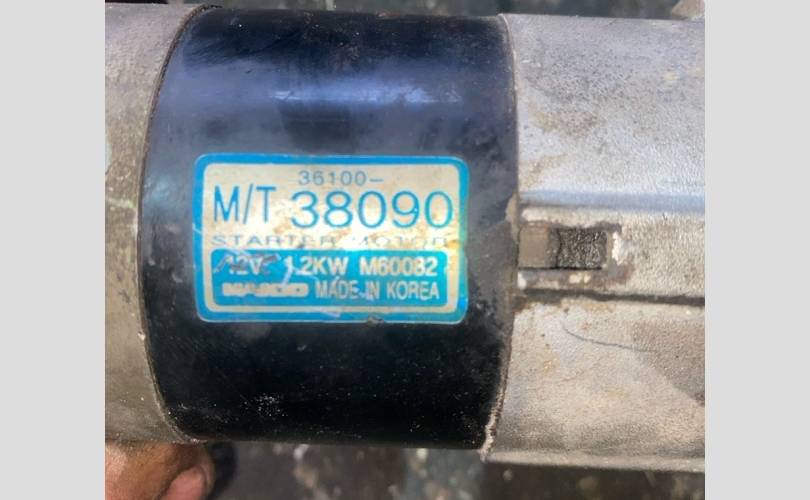 36100-
M/T 38090
STARTER MOTOR
12V 1.2KW M60082
MADE IN KOREA